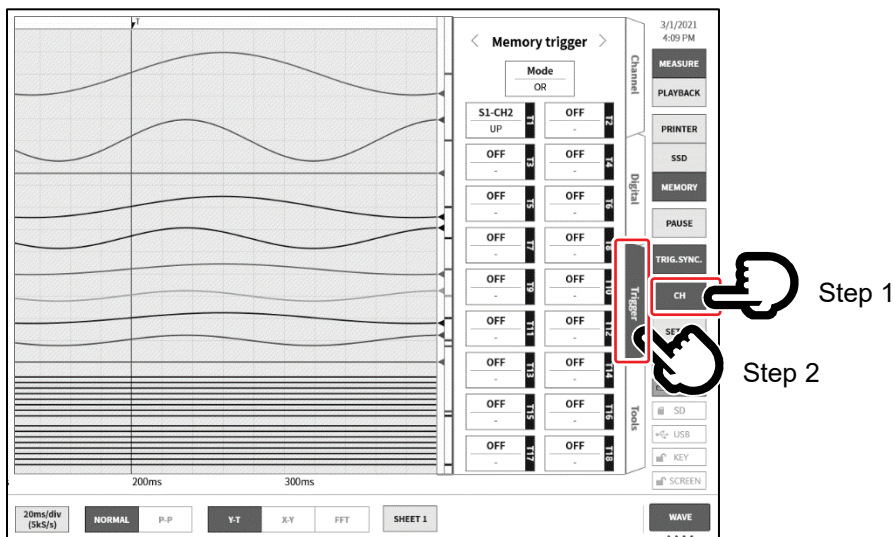 T
3/1/2021
4:09 PM
Memory trigger
Mode
OR
S1-CH2
UP
T1
OFF
-
T2
OFF
-
T3
OFF
-
T4
OFF
-
T5
OFF
-
T6
OFF
-
T7
OFF
-
T8
OFF
-
T9
OFF
-
T10
OFF
-
T11
OFF
-
T12
OFF
-
T13
OFF
-
T14
OFF
-
T15
OFF
-
T16
OFF
-
T17
OFF
-
T18
Channel
Digital
Trigger
Tools
MEASURE
PLAYBACK
PRINTER
SSD
MEMORY
PAUSE
TRIG.SYNC.
CH
Step 1
Step 2
SD
USB
KEY
SCREEN
200ms
300ms
20ms/div
(5kS/s)
NORMAL
P-P
Y-T
X-Y
FFT
SHEET 1
WAVE